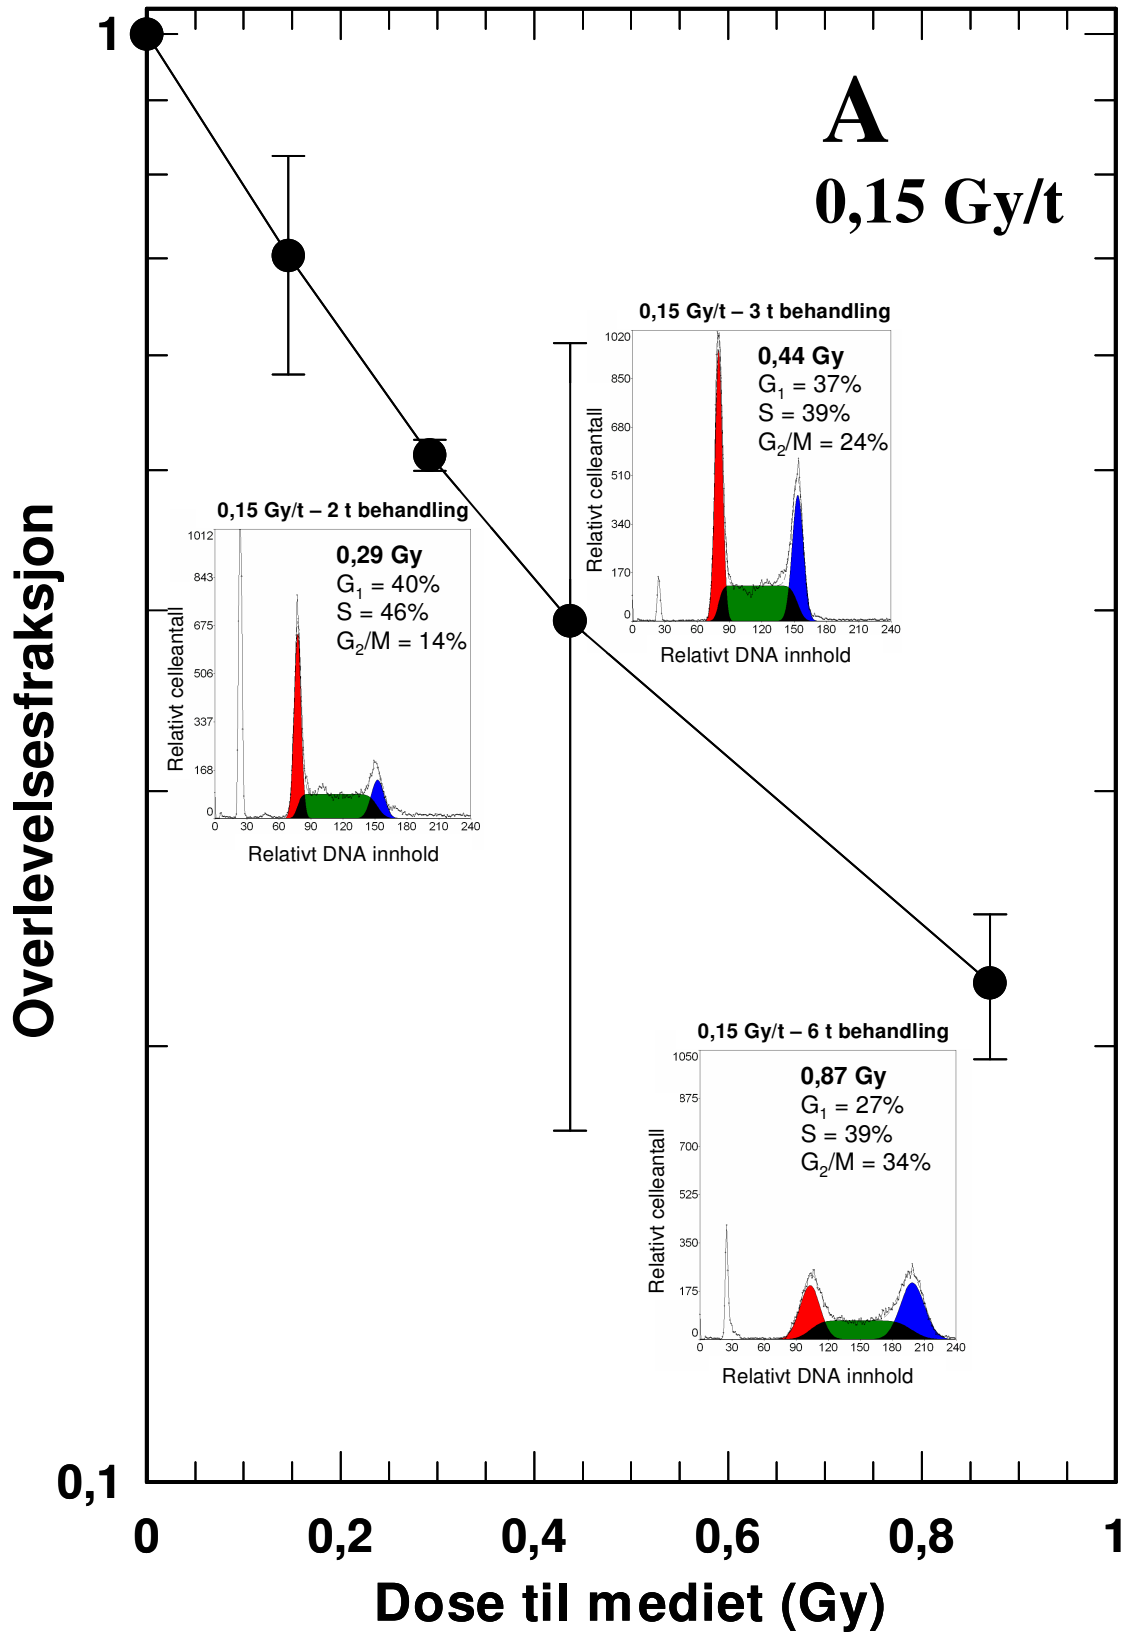 1
A
0,15 Gy/t
0,15 Gy/t – 3 t behandling
1020
850
680
510
340
170
0
0,44 Gy
G1 = 37%
S = 39%
G2/M = 24%
Relativt celleantall
0 30 60 90 120 150 180 210 240
Relativt DNA innhold
0,15 Gy/t – 2 t behandling
1012
843
675
506
337
168
0
0,29 Gy
G1 = 40%
S = 46%
G2/M = 14%
Relativt celleantall
0 30 60 90 120 150 180 210 240
Relativt DNA innhold
Overlevelsesfraksjon
0,15 Gy/t – 6 t behandling
1050
875
700
525
350
175
0
0,87 Gy
G1 = 27%
S = 39%
G2/M = 34%
Relativt celleantall
0 30 60 90 120 150 180 210 240
Relativt DNA innhold
0,1
0 0,2 0,4 0,6 0,8 1
Dose til mediet (Gy)